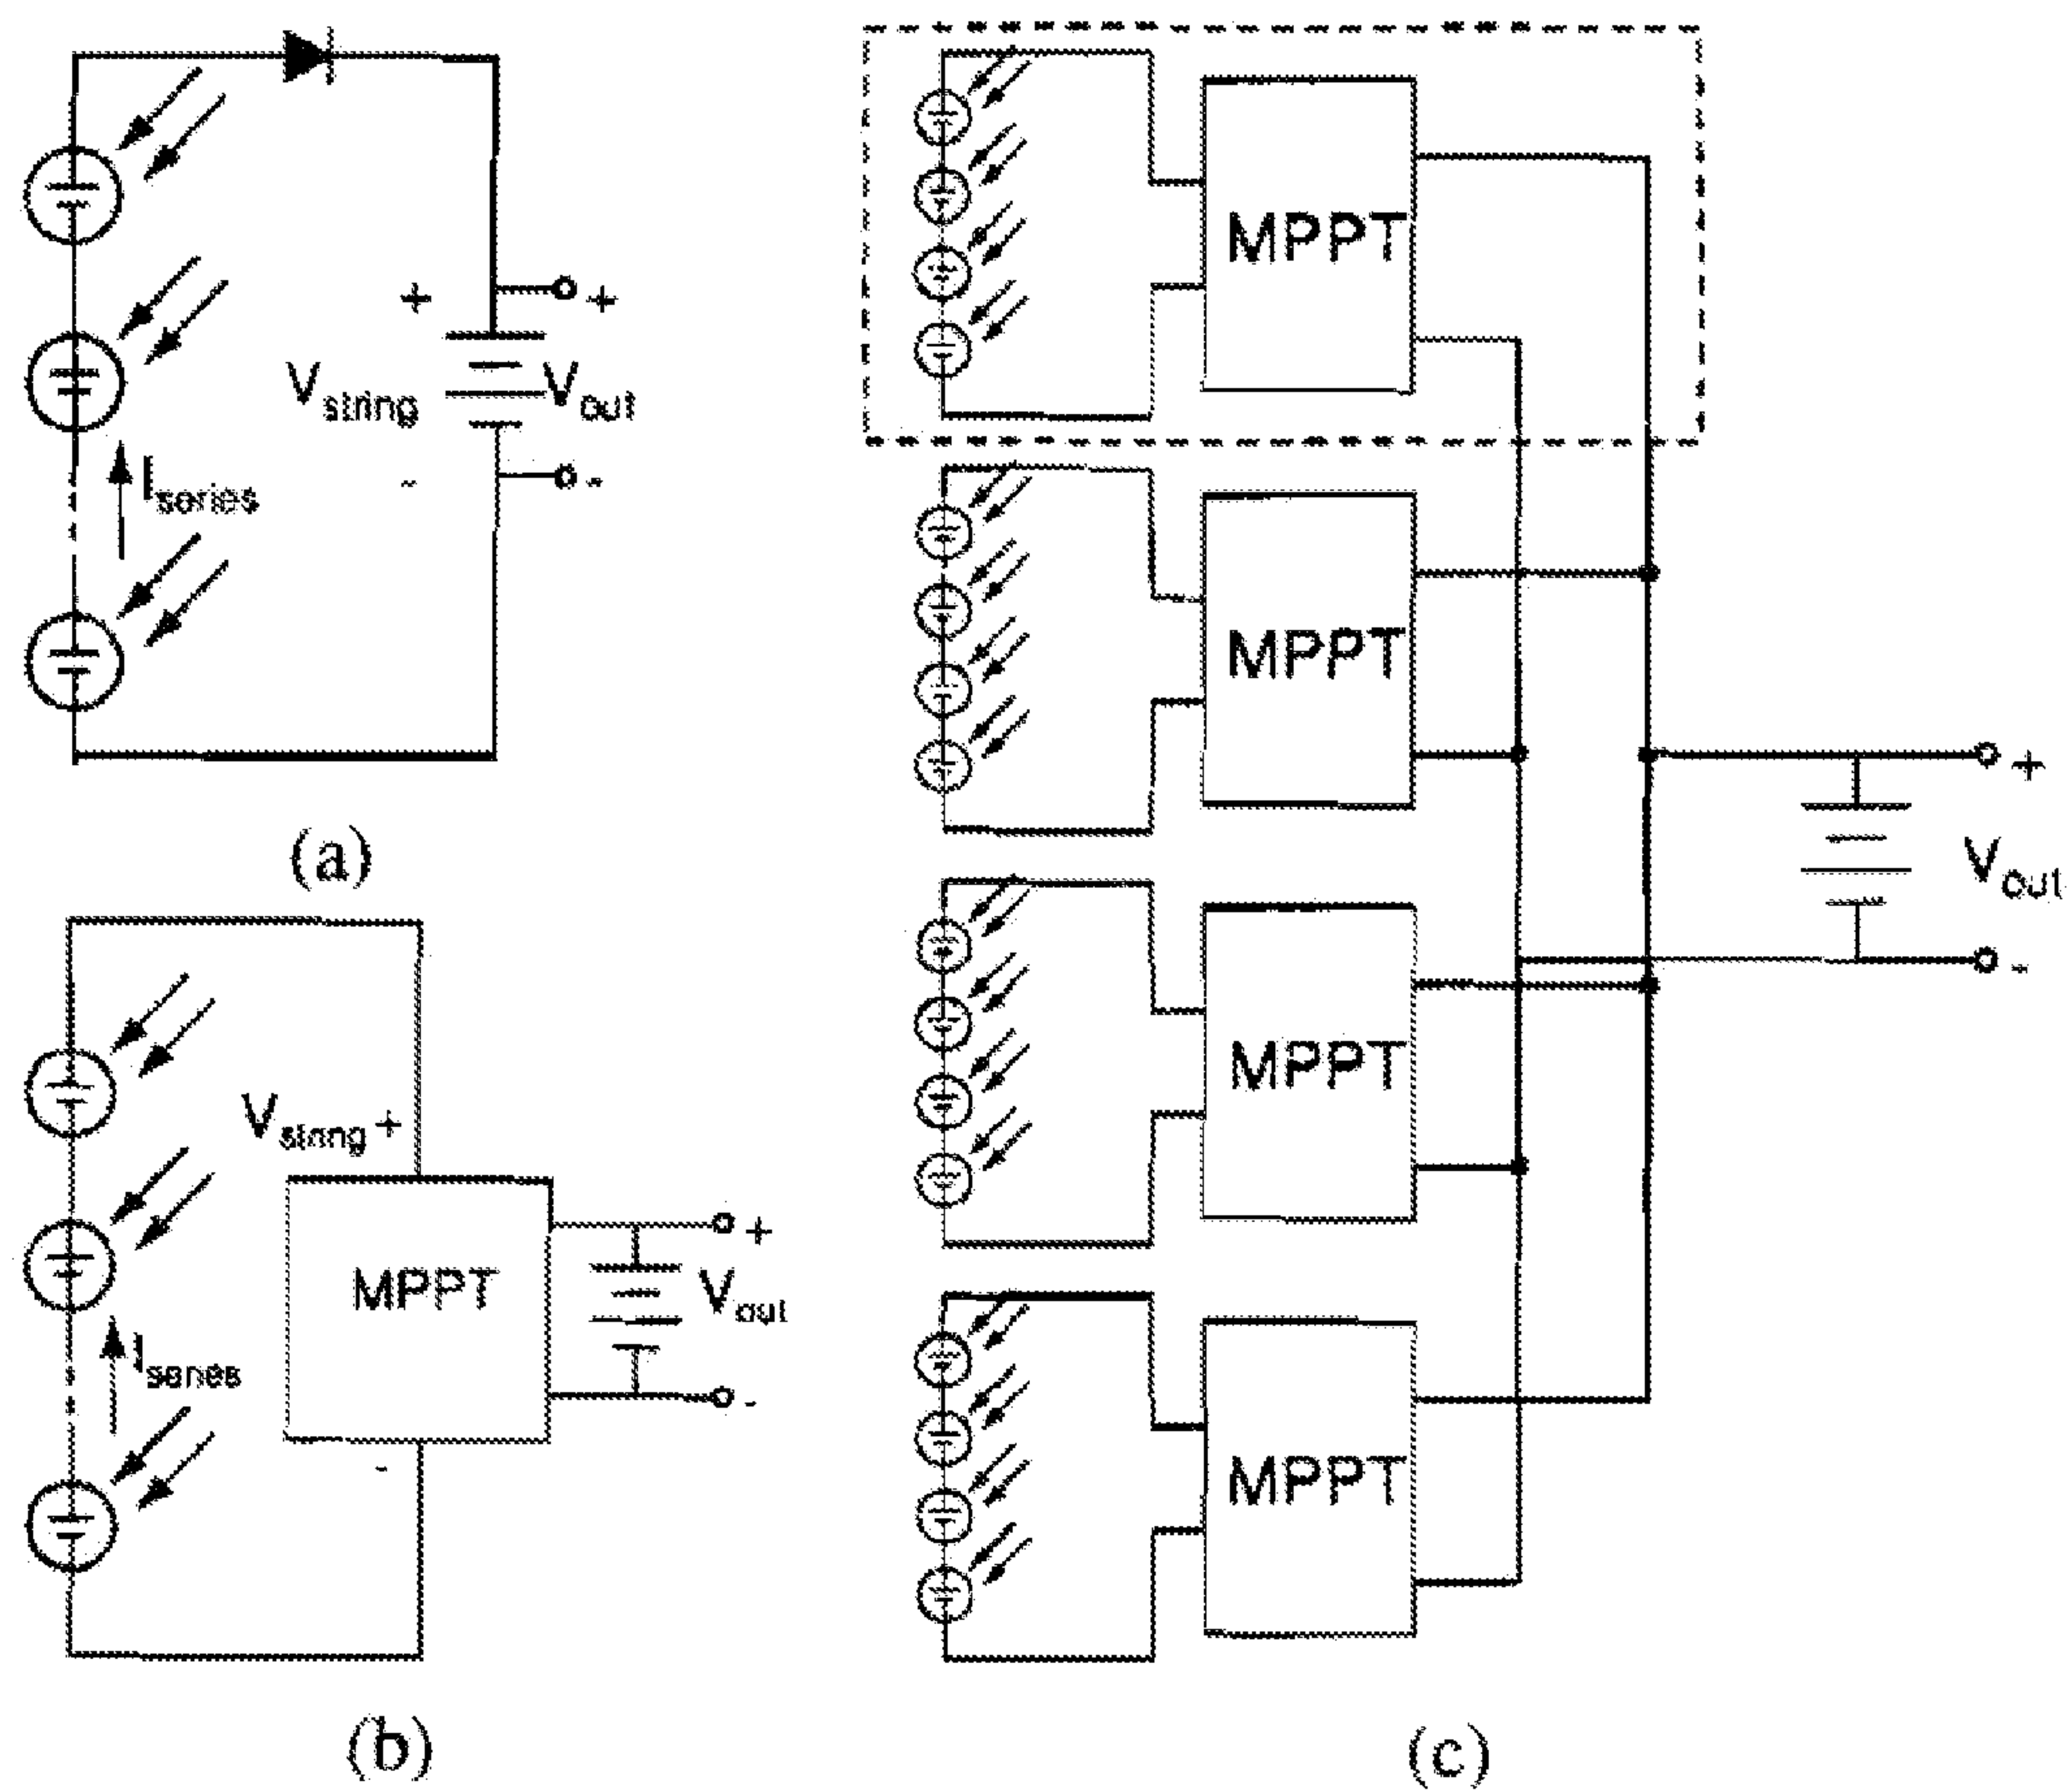 +
+
V_string
V_out
I_series
-
-
(a)
V_string +
MPPT
+
V_out
I_series
-
-
(b)
MPPT
MPPT
+
V_out
-
MPPT
MPPT
(c)